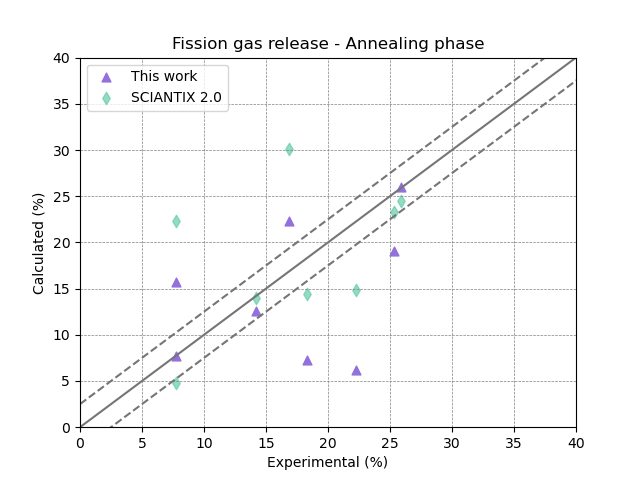 Fission gas release - Annealing phase
This work
SCIANTIX 2.0
40
35
30
25
20
15
10
5
0
Calculated (%)
0 5 10 15 20 25 30 35 40
Experimental (%)